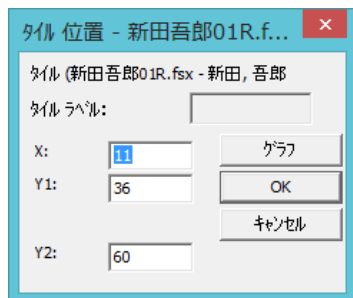 ﾀｲﾙ 位置 - 新田吾郎01R.f...
ﾀｲﾙ (新田吾郎01R.fsx - 新田, 吾郎
ﾀｲﾙ ﾗﾍﾞﾙ:
X: 11 ｸﾞﾗﾌ
Y1: 36 OK
ｷｬﾝｾﾙ
Y2: 60